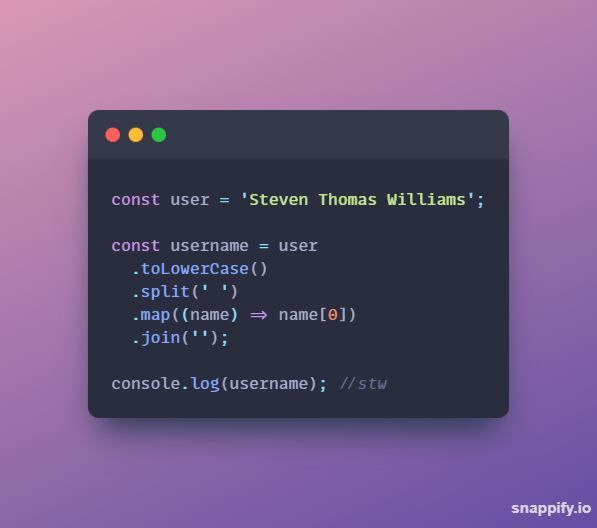 const user = 'Steven Thomas Williams';
const username = user
.toLowerCase()
.split(' ')
.map((name) => name[0])
.join('');
console.log(username); //stw
snappify.io